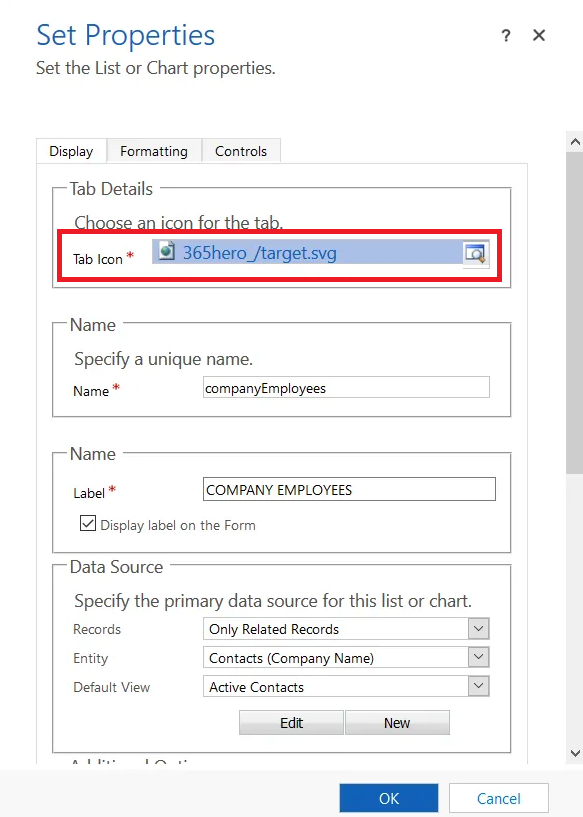 Set Properties
? ×
Set the List or Chart properties.
Display Formatting Controls
Tab Details
Choose an icon for the tab.
Tab Icon * 365hero_/target.svg
Name
Specify a unique name.
Name * companyEmployees
Name
Label * COMPANY EMPLOYEES
Display label on the Form
Data Source
Specify the primary data source for this list or chart.
Records Only Related Records
Entity Contacts (Company Name)
Default View Active Contacts
Edit New
OK Cancel